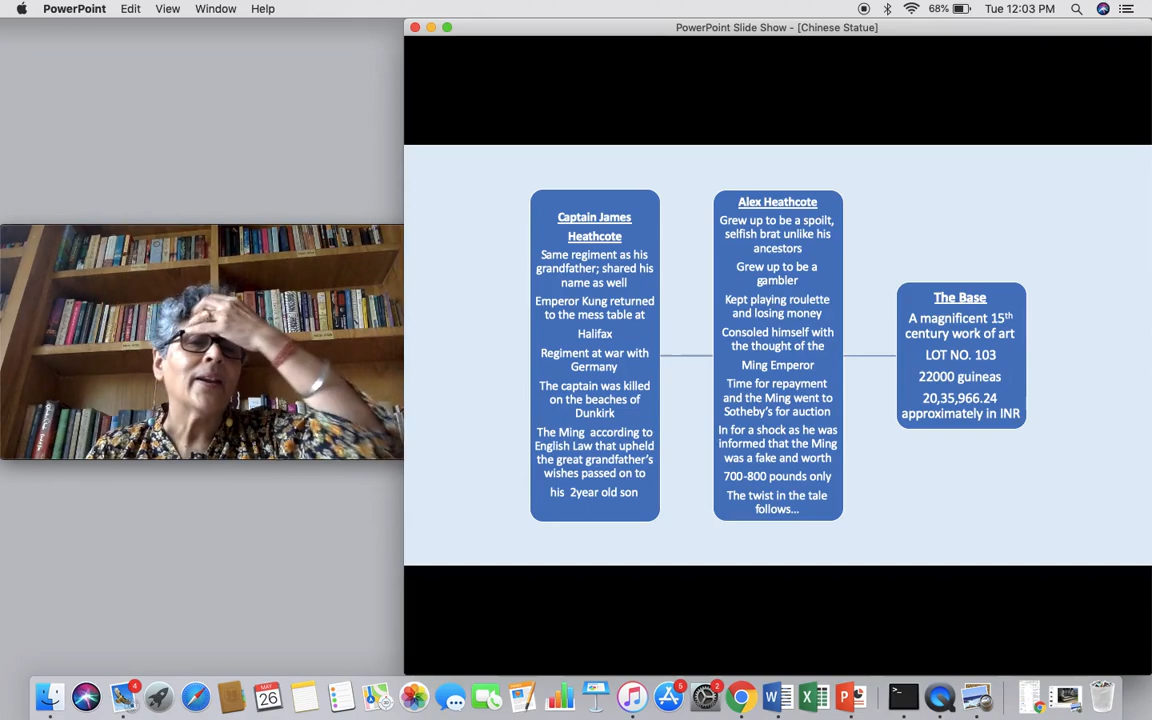 PowerPoint Edit View Window Help 68% Tue 12:03 PM
PowerPoint Slide Show - [Chinese Statue]
Captain James
Heathcote
Same regiment as his
grandfather; shared his
name as well
Emperor Kung returned
to the mess table at
Halifax
Regiment at war with
Germany
The captain was killed
on the beaches of
Dunkirk
The Ming according to
English Law that upheld
the great grandfather's
wishes passed on to
his 2year old son
Alex Heathcote
Grew up to be a spoilt,
selfish brat unlike his
ancestors
Grew up to be a
gambler
Kept playing roulette
and losing money
Consoled himself with
the thought of the
Ming Emperor
Time for repayment
and the Ming went to
Sotheby's for auction
In for a shock as he was
informed that the Ming
was a fake and worth
700-800 pounds only
The twist in the tale
follows...
The Base
A magnificent 15th
century work of art
LOT NO. 103
22000 guineas
20,35,966.24
approximately in INR
4
MAY
26
5
2